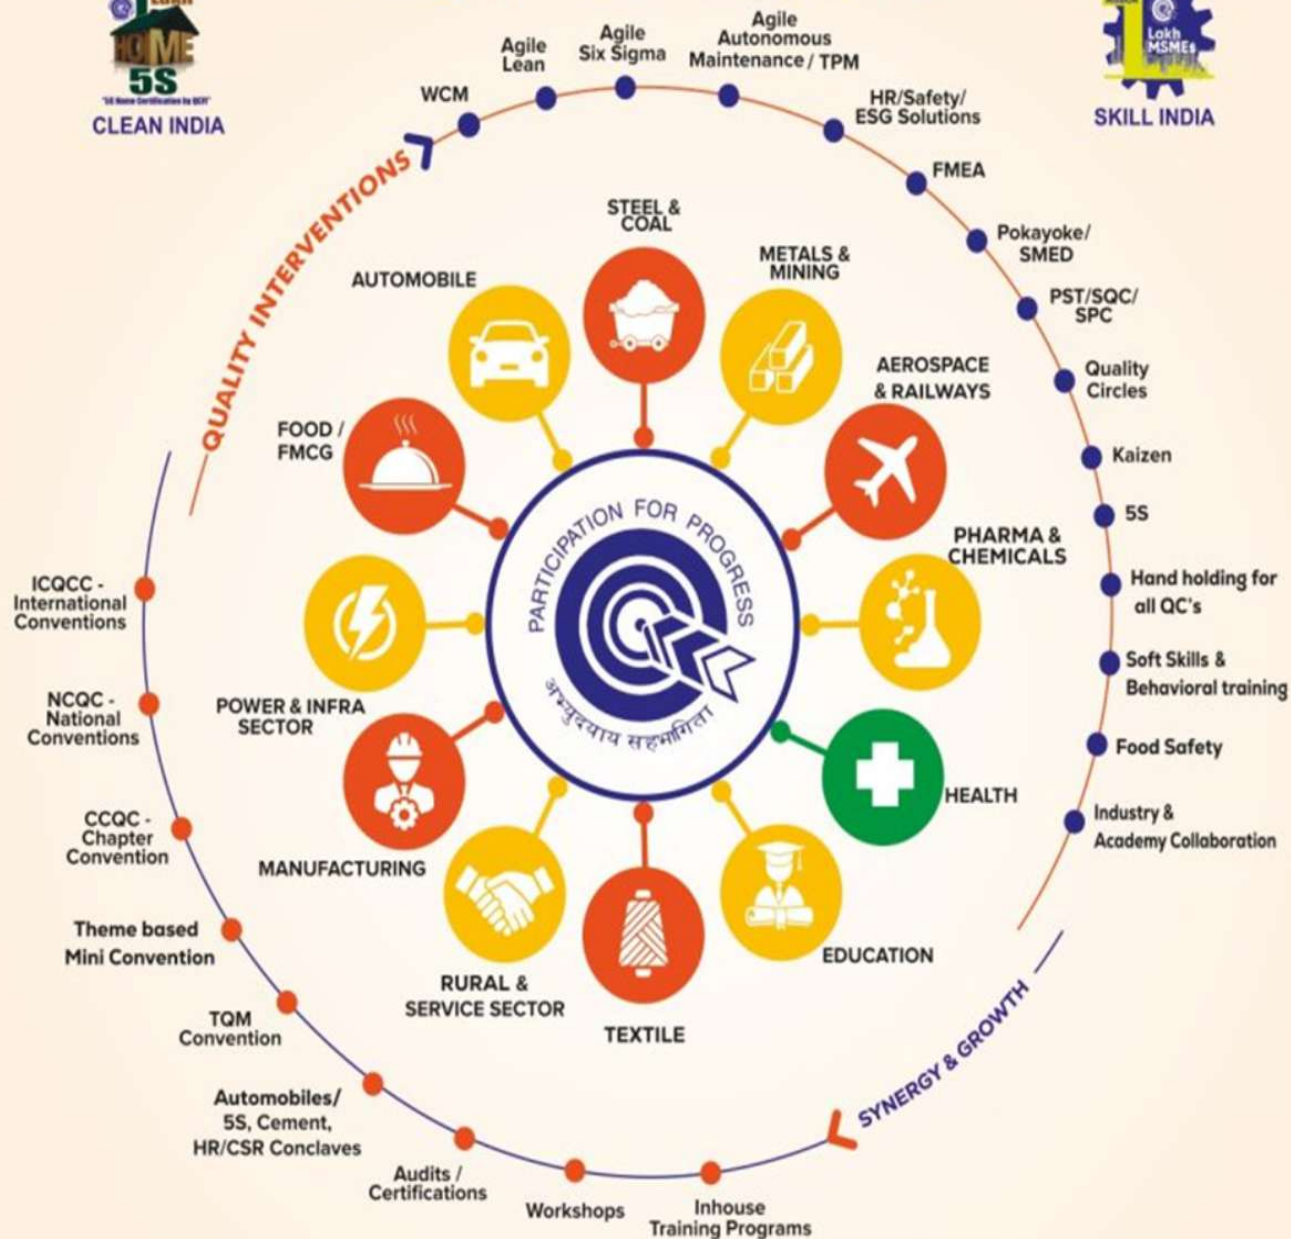 HOME
5S
CLEAN INDIA
Lakh
MSMEs
SKILL INDIA
QUALITY INTERVENTIONS
WCM
Agile
Lean
Agile
Six Sigma
Agile
Autonomous
Maintenance / TPM
HR/Safety/
ESG Solutions
FMEA
Pokayoke/
SMED
PST/SQC/
SPC
Quality
Circles
Kaizen
5S
Hand holding for
all QC's
Soft Skills &
Behavioral training
Food Safety
Industry &
Academy Collaboration
STEEL &
COAL
METALS &
MINING
AEROSPACE
& RAILWAYS
PHARMA &
CHEMICALS
HEALTH
EDUCATION
TEXTILE
RURAL &
SERVICE SECTOR
MANUFACTURING
POWER & INFRA
SECTOR
FOOD /
FMCG
AUTOMOBILE
PARTICIPATION FOR PROGRESS
अभ्युदयाय सहभागिता
SYNERGY & GROWTH
Inhouse
Training Programs
Workshops
Audits /
Certifications
Automobiles/
5S, Cement,
HR/CSR Conclaves
TQM
Convention
Theme based
Mini Convention
CCQC -
Chapter
Convention
NCQC -
National
Conventions
ICQCC -
International
Conventions